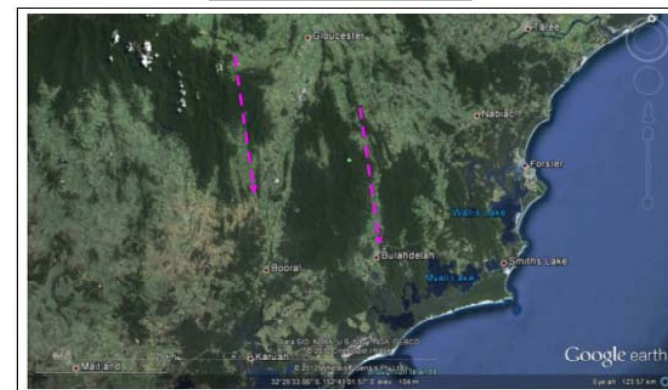 Gloucester
Taree
Nabiac
Forster
Wallis Lake
Bulahdelah
Smiths Lake
Booral
Myall Lake
Karuah
Maitland
Google earth